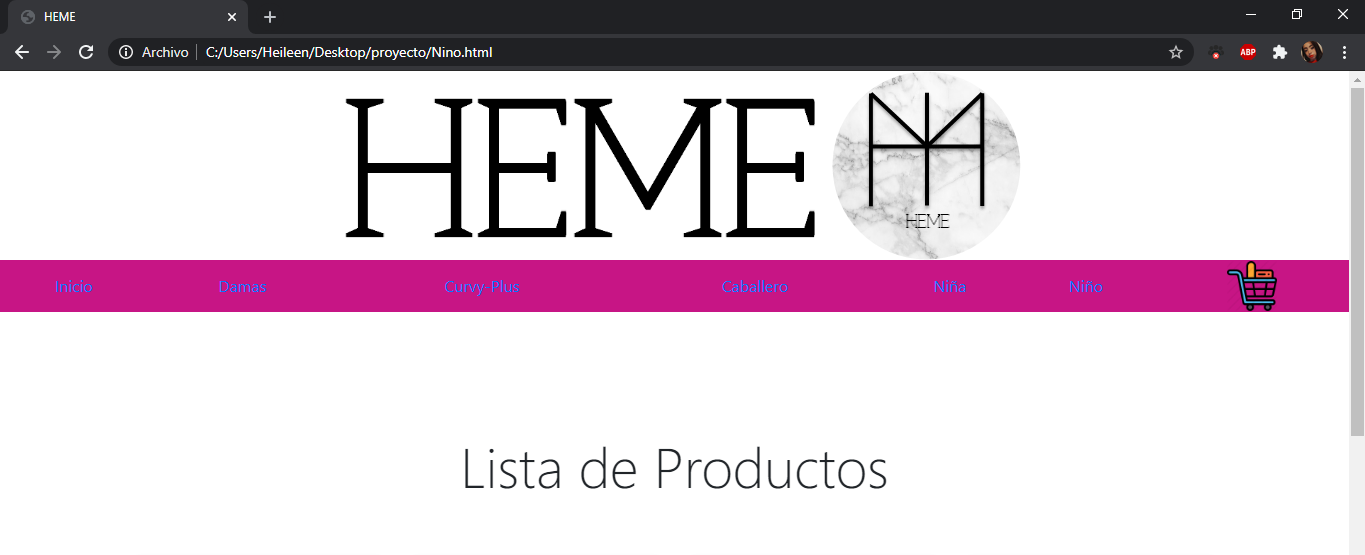 HEME
Archivo C:/Users/Heileen/Desktop/proyecto/Nino.html
ABP
HEME
HEME
Inicio Damas Curvy-Plus Caballero Niña Niño
Lista de Productos